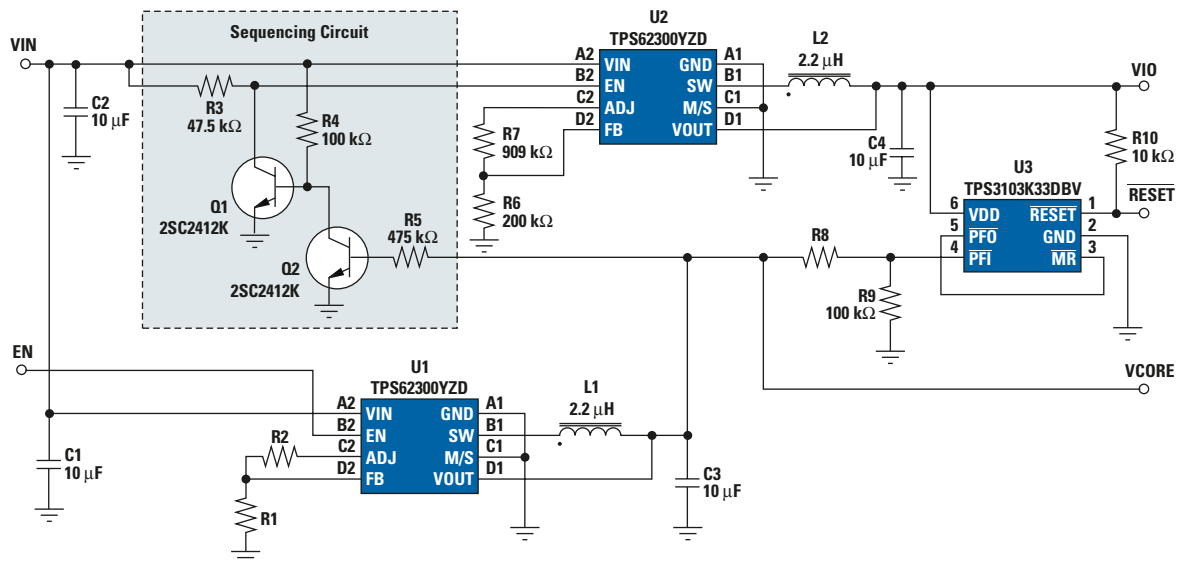 Sequencing Circuit
VIN
C2
10 μF
R3
47.5 kΩ
R4
100 kΩ
Q1
2SC2412K
Q2
2SC2412K
R5
475 kΩ
R7
909 kΩ
R6
200 kΩ
U2
TPS62300YZD
A2 VIN GND A1
B2 EN SW B1
C2 ADJ M/S C1
D2 FB VOUT D1
L2
2.2 μH
VIO
C4
10 μF
R10
10 kΩ
RESET
U3
TPS3103K33DBV
6 VDD RESET 1
5 PFO GND 2
4 PFI MR 3
R8
R9
100 kΩ
VCORE
EN
C1
10 μF
U1
TPS62300YZD
A2 VIN GND A1
B2 EN SW B1
C2 ADJ M/S C1
D2 FB VOUT D1
R2
R1
L1
2.2 μH
C3
10 μF